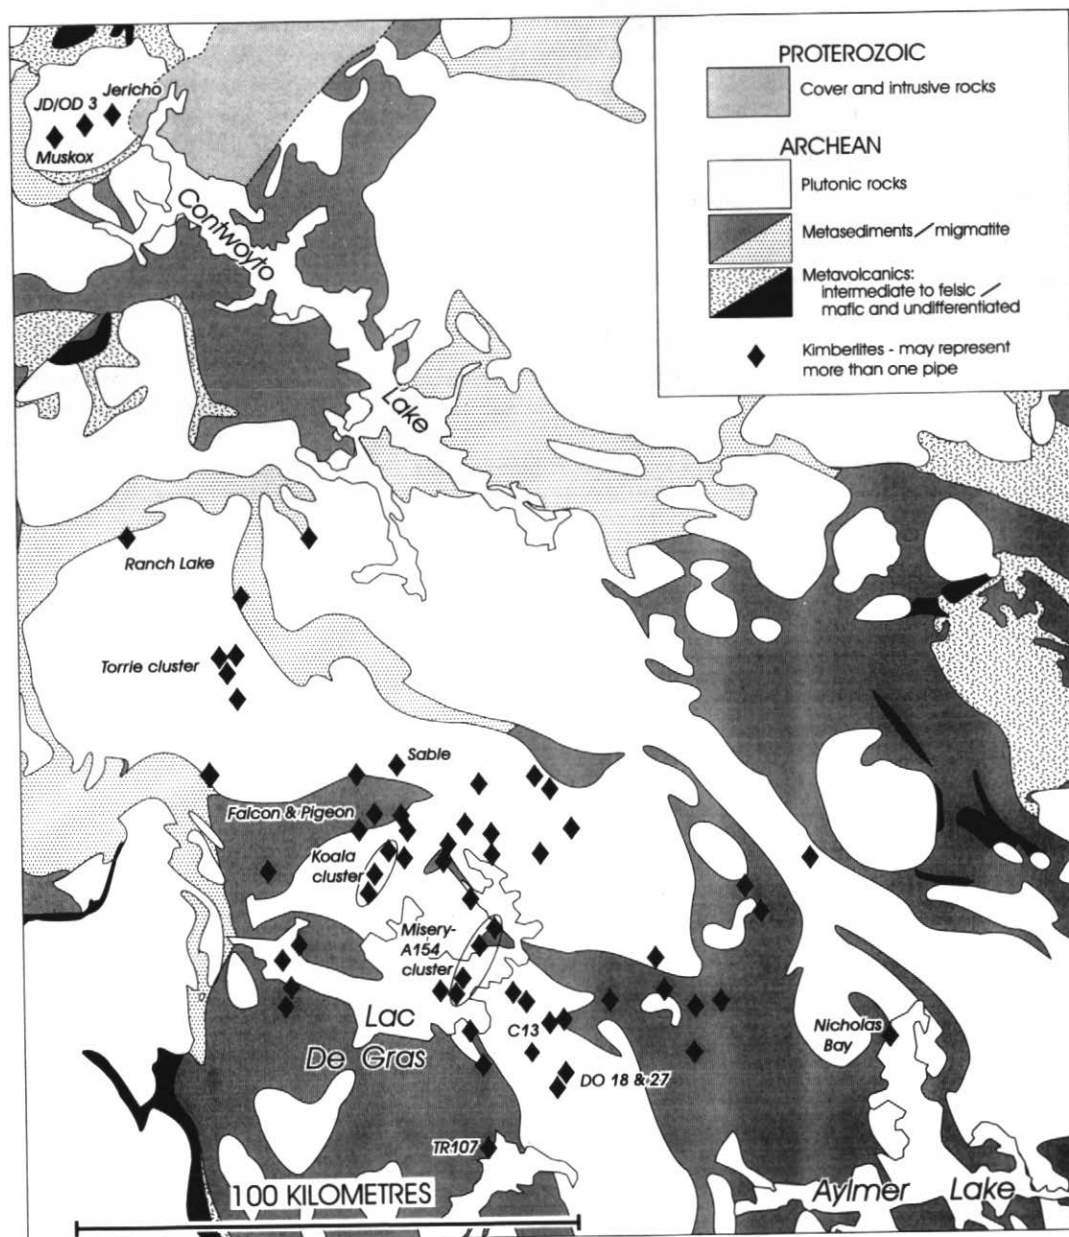 PROTEROZOIC
Cover and intrusive rocks
ARCHEAN
Plutonic rocks
Metasediments / migmatite
Metavolcanics:
intermediate to felsic /
mafic and undifferentiated
Kimberlites - may represent
more than one pipe
Jericho
JD/OD 3
Muskox
Contwoyto
Lake
Ranch Lake
Torrie cluster
Sable
Falcon & Pigeon
Koala
cluster
Misery-
A154
cluster
Lac
De Gras
C13
Nicholas
Bay
DO 18 & 27
TR107
100 KILOMETRES
Aylmer Lake